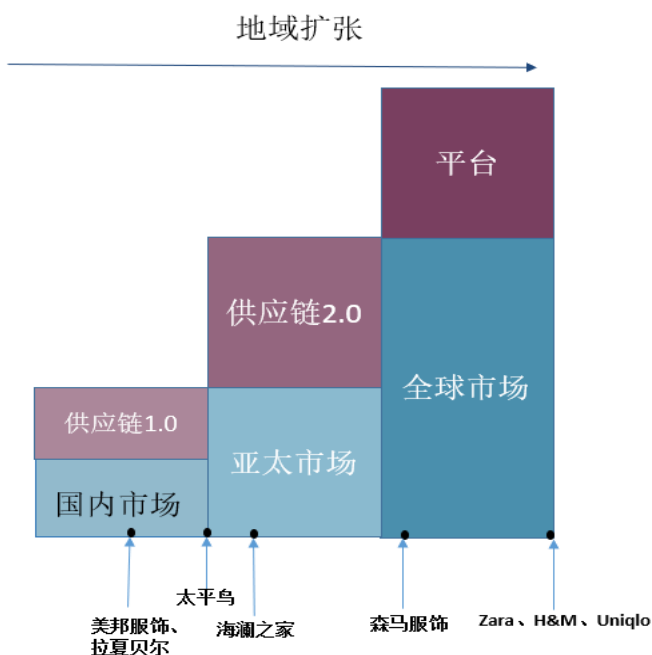 地域扩张
平台
供应链2.0
全球市场
供应链1.0
亚太市场
国内市场
太平鸟
美邦服饰、
拉夏贝尔
海澜之家
森马服饰
Zara、H&M、Uniqlo